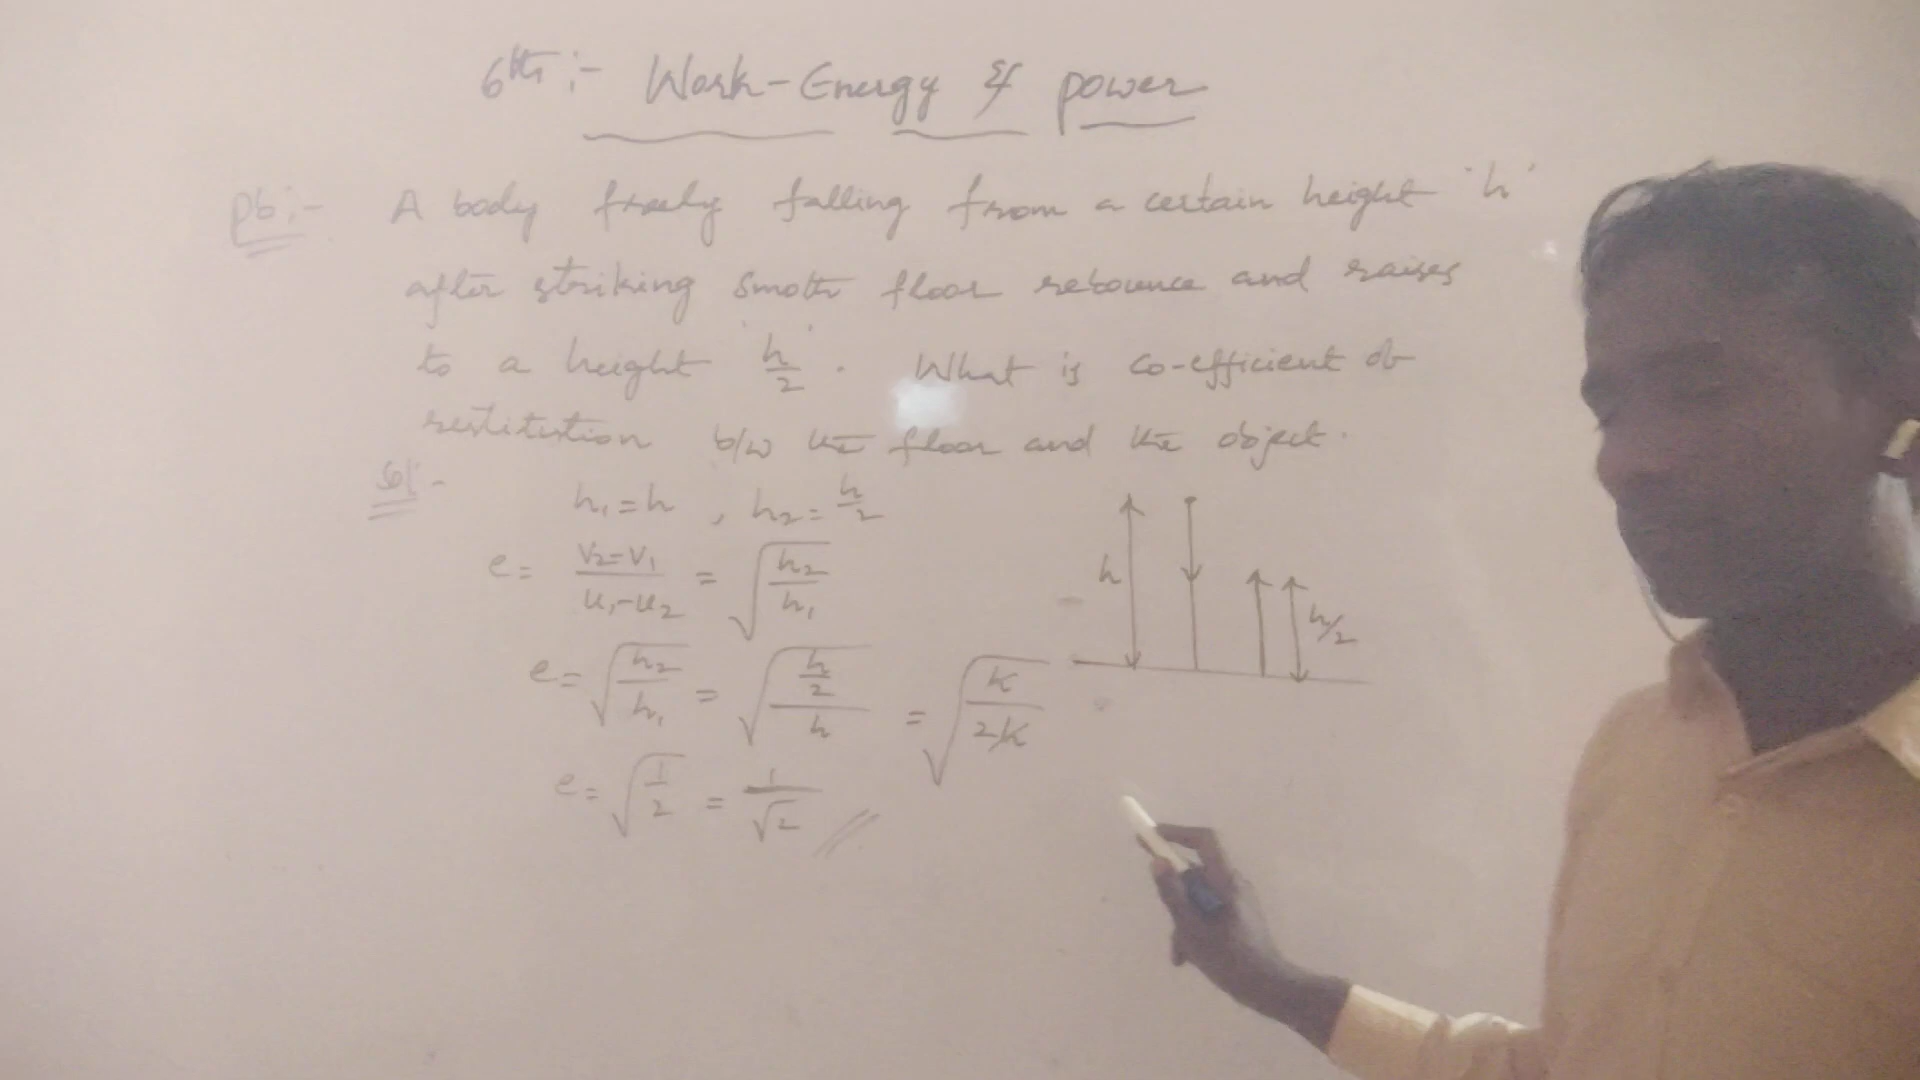 6th :- Work-Energy & power
Pb:- A body freely falling from a certain height 'h'
after striking smoth floor rebounce and raises
to a height 'h/2'. What is co-efficient of
restitution b/w the floor and the object.
Sol:-
h₁=h , h₂=h/2
e= (v₂-v₁)/(u₁-u₂) = √(h₂/h₁)
e= √(h₂/h₁) = √((h/2)/h) = √(h/2h)
e= √(1/2) = 1/√2 //
h
h/2